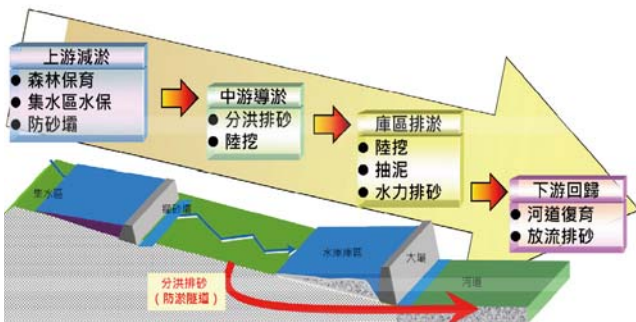 上游減淤
● 森林保育
● 集水區水保
● 防砂壩
中游導淤
● 分洪排砂
● 陸挖
庫區排淤
● 陸挖
● 抽泥
● 水力排砂
下游回歸
● 河道復育
● 放流排砂
集水區
攔砂壩
水庫庫區
大壩
河道
分洪排砂
(防淤隧道)